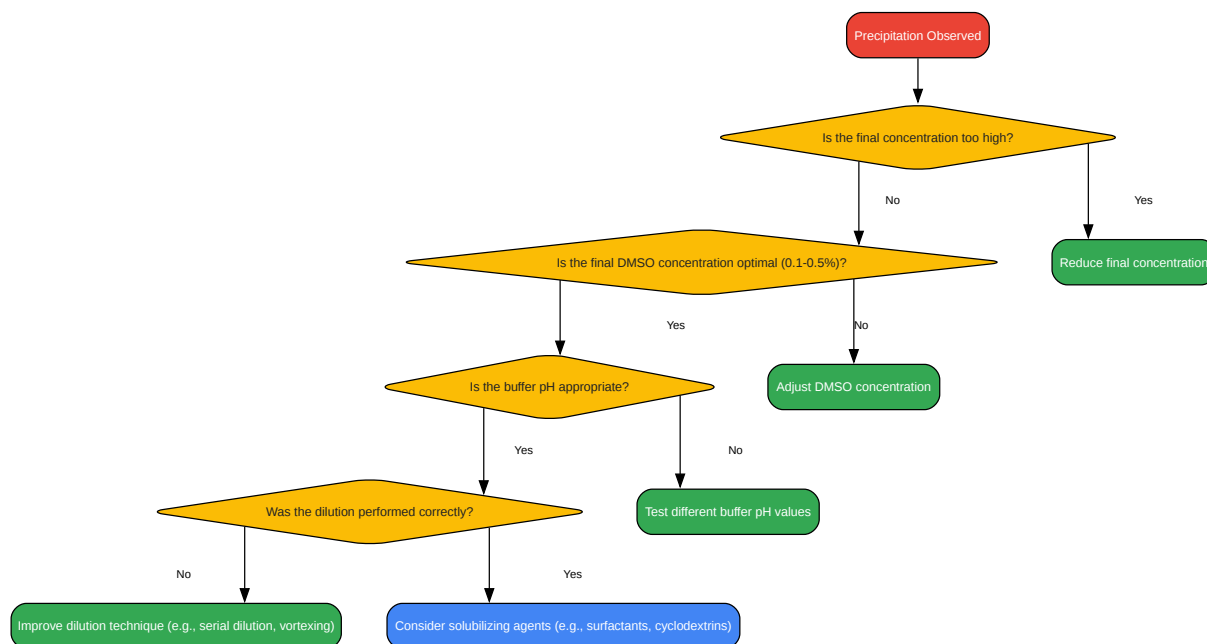 Precipitation Observed
Is the final concentration too high?
No
Yes
Is the final DMSO concentration optimal (0.1-0.5%)?
Reduce final concentration
Yes
No
Is the buffer pH appropriate?
Adjust DMSO concentration
Yes
No
Was the dilution performed correctly?
Test different buffer pH values
No
Yes
Improve dilution technique (e.g., serial dilution, vortexing)
Consider solubilizing agents (e.g., surfactants, cyclodextrins)